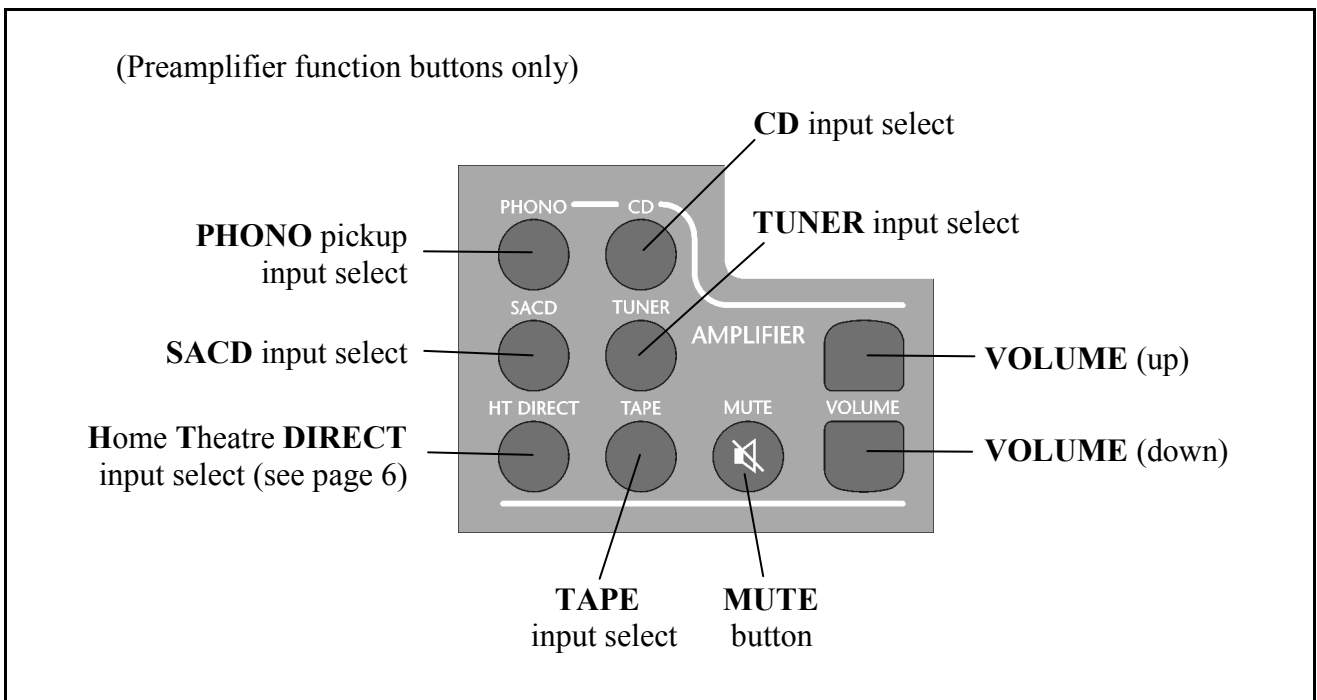 (Preamplifier function buttons only)
CD input select
PHONO
CD
TUNER input select
PHONO pickup
input select
SACD
TUNER
AMPLIFIER
SACD input select
VOLUME (up)
HT DIRECT
TAPE
MUTE
VOLUME
Home Theatre DIRECT
input select (see page 6)
VOLUME (down)
TAPE
input select
MUTE
button